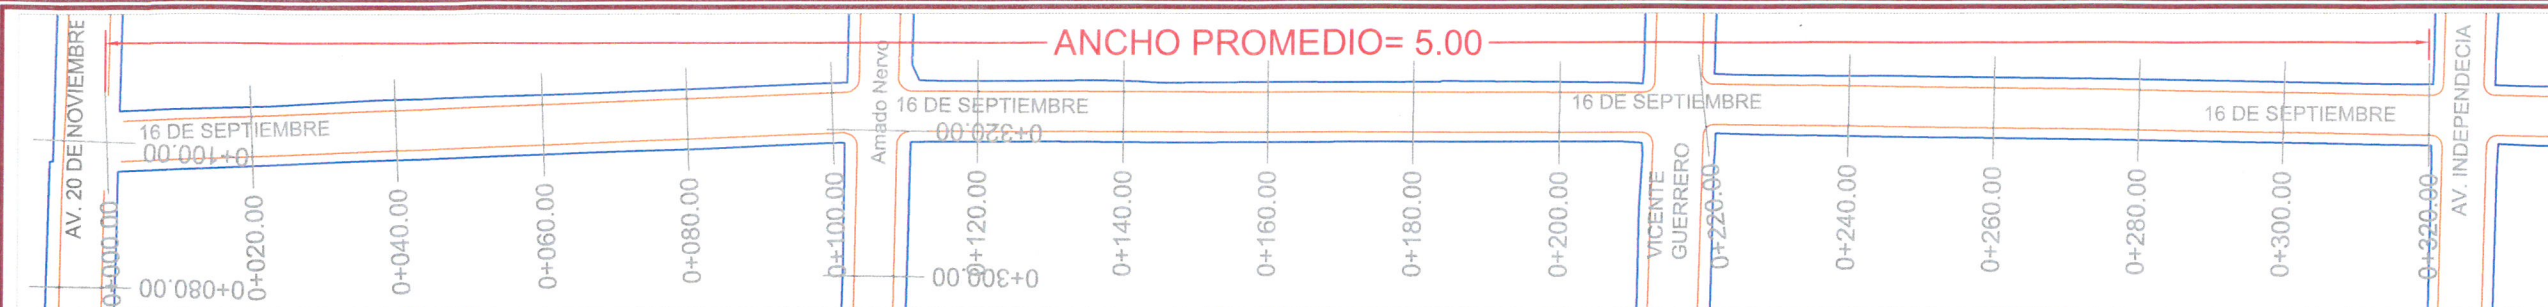 ANCHO PROMEDIO= 5.00
AV. 20 DE NOVIEMBRE
16 DE SEPTIEMBRE
0+100.00
0+080.00
Amado Nervo
16 DE SEPTIEMBRE
0+320.00
0+300.00
16 DE SEPTIEMBRE
VICENTE
GUERRERO
16 DE SEPTIEMBRE
AV. INDEPENDECIA
0+000.00
0+020.00
0+040.00
0+060.00
0+080.00
0+100.00
0+120.00
0+140.00
0+160.00
0+180.00
0+200.00
0+220.00
0+240.00
0+260.00
0+280.00
0+300.00
0+320.00